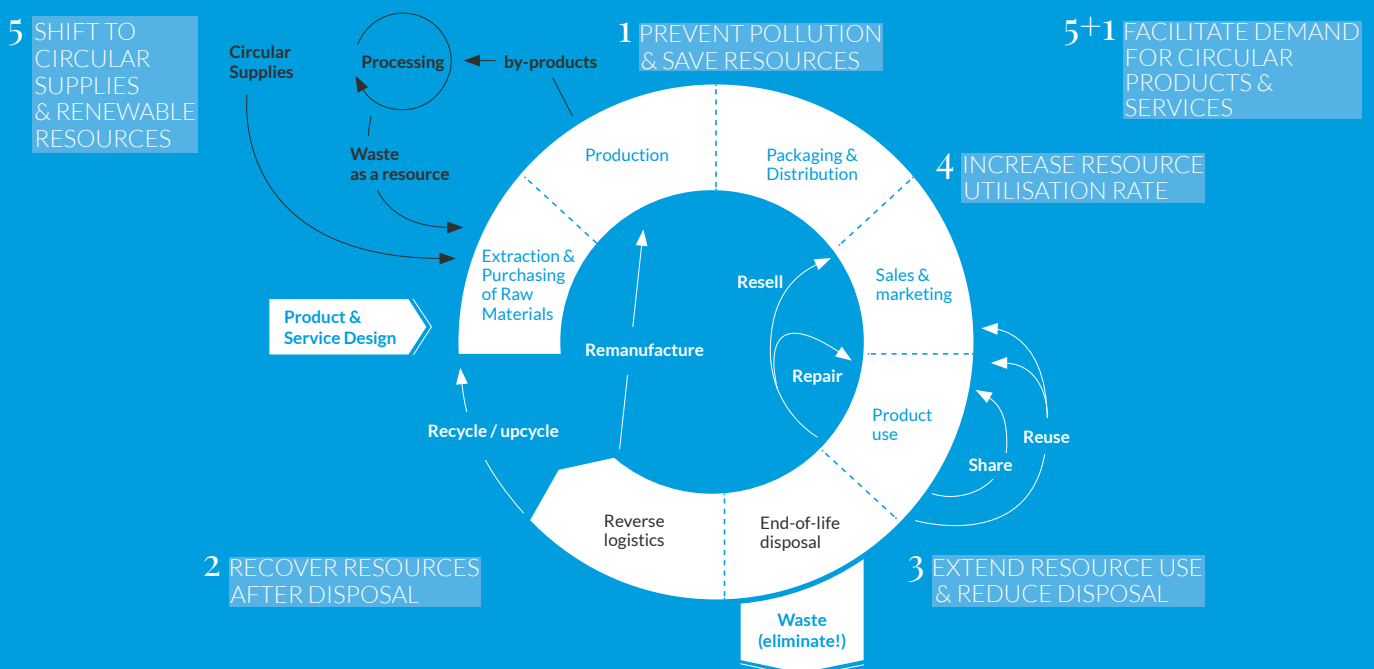 5 SHIFT TO
CIRCULAR
SUPPLIES
& RENEWABLE
RESOURCES
Circular
Supplies
Processing
by-products
Waste
as a resource
1 PREVENT POLLUTION
& SAVE RESOURCES
5+1 FACILITATE DEMAND
FOR CIRCULAR
PRODUCTS &
SERVICES
4 INCREASE RESOURCE
UTILISATION RATE
Production
Packaging &
Distribution
Extraction &
Purchasing
of Raw
Materials
Sales &
marketing
Product &
Service Design
Resell
Remanufacture
Repair
Product
use
Recycle / upcycle
Reuse
Share
Reverse
logistics
End-of-life
disposal
2 RECOVER RESOURCES
AFTER DISPOSAL
3 EXTEND RESOURCE USE
& REDUCE DISPOSAL
Waste
(eliminate!)